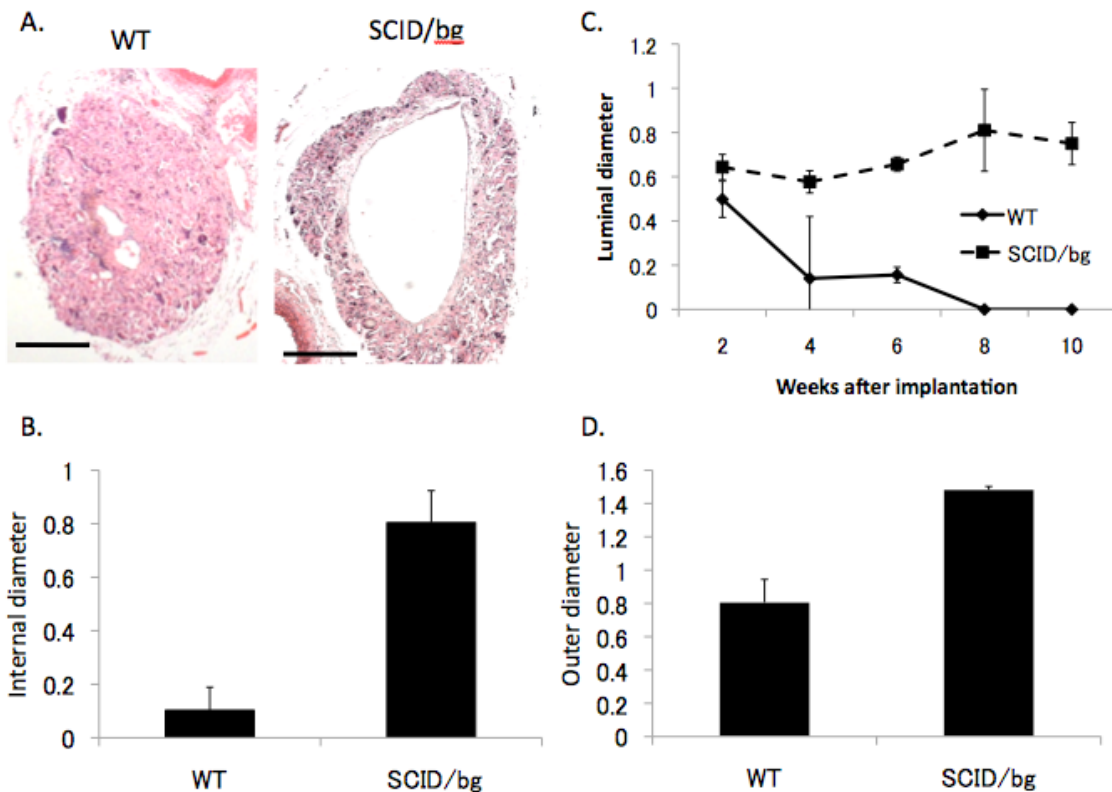 A.
WT
SCID/bg
C.
Luminal diameter
1.2
1
0.8
0.6
0.4
0.2
0
WT
SCID/bg
2 4 6 8 10
Weeks after implantation
B.
Internal diameter
1
0.8
0.6
0.4
0.2
0
WT SCID/bg
D.
Outer diameter
1.6
1.4
1.2
1
0.8
0.6
0.4
0.2
0
WT SCID/bg